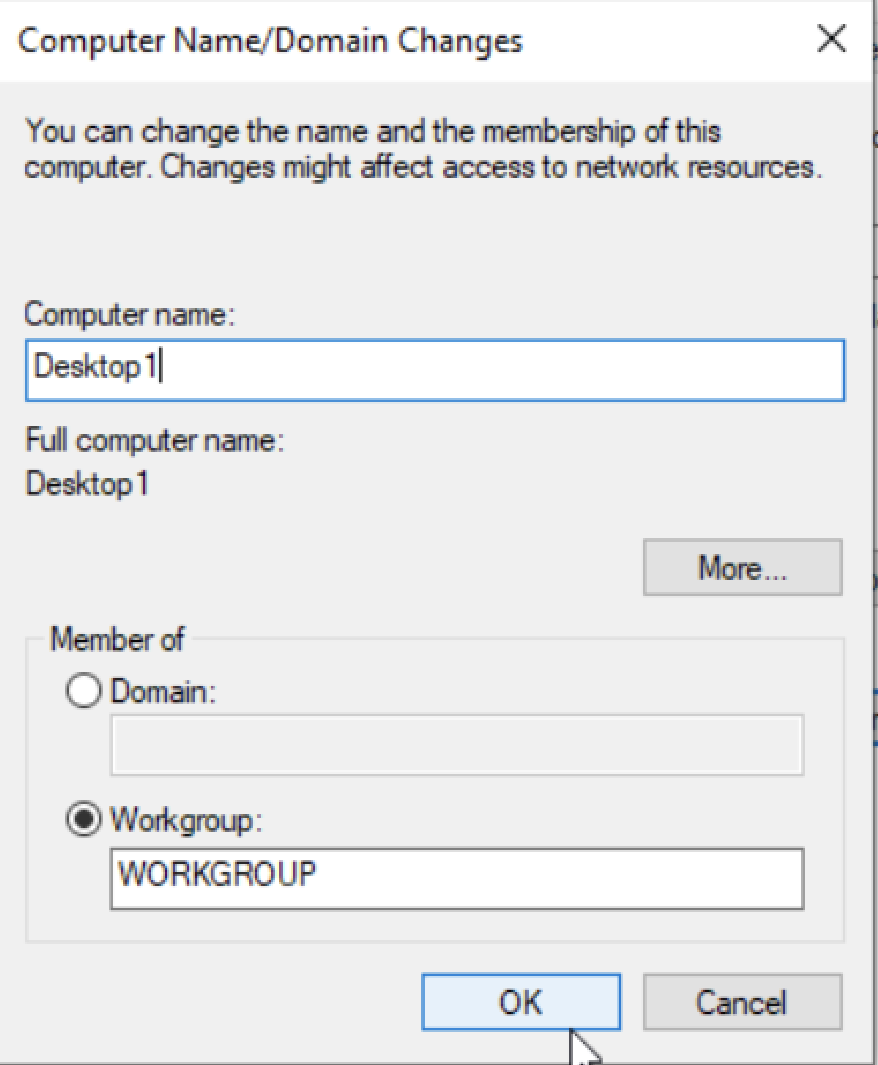 Computer Name/Domain Changes
You can change the name and the membership of this
computer. Changes might affect access to network resources.
Computer name:
Desktop1
Full computer name:
Desktop1
More...
Member of
Domain:
Workgroup:
WORKGROUP
OK
Cancel